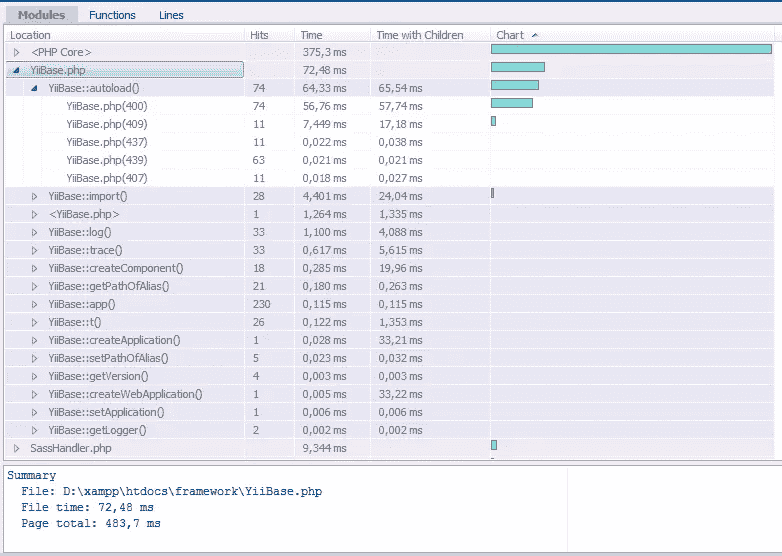 Modules Functions Lines
Location Hits Time Time with Children Chart
<PHP Core> 375,3 ms
YiiBase.php 72,48 ms
YiiBase::autoload() 74 64,33 ms 65,54 ms
YiiBase.php(400) 74 56,76 ms 57,74 ms
YiiBase.php(409) 11 7,449 ms 17,18 ms
YiiBase.php(437) 11 0,022 ms 0,038 ms
YiiBase.php(439) 63 0,021 ms 0,021 ms
YiiBase.php(407) 11 0,018 ms 0,027 ms
YiiBase::import() 28 4,401 ms 24,04 ms
<YiiBase.php> 1 1,264 ms 1,335 ms
YiiBase::log() 33 1,100 ms 4,088 ms
YiiBase::trace() 33 0,617 ms 5,615 ms
YiiBase::createComponent() 18 0,285 ms 19,96 ms
YiiBase::getPathOfAlias() 21 0,180 ms 0,263 ms
YiiBase::app() 230 0,115 ms 0,115 ms
YiiBase::t() 26 0,122 ms 1,353 ms
YiiBase::createApplication() 1 0,028 ms 33,21 ms
YiiBase::setPathOfAlias() 5 0,023 ms 0,032 ms
YiiBase::getVersion() 4 0,003 ms 0,003 ms
YiiBase::createWebApplication() 1 0,005 ms 33,22 ms
YiiBase::setApplication() 1 0,006 ms 0,006 ms
YiiBase::getLogger() 2 0,002 ms 0,002 ms
SassHandler.php 9,344 ms
Summary
File: D:\xampp\htdocs\framework\YiiBase.php
File time: 72,48 ms
Page total: 483,7 ms